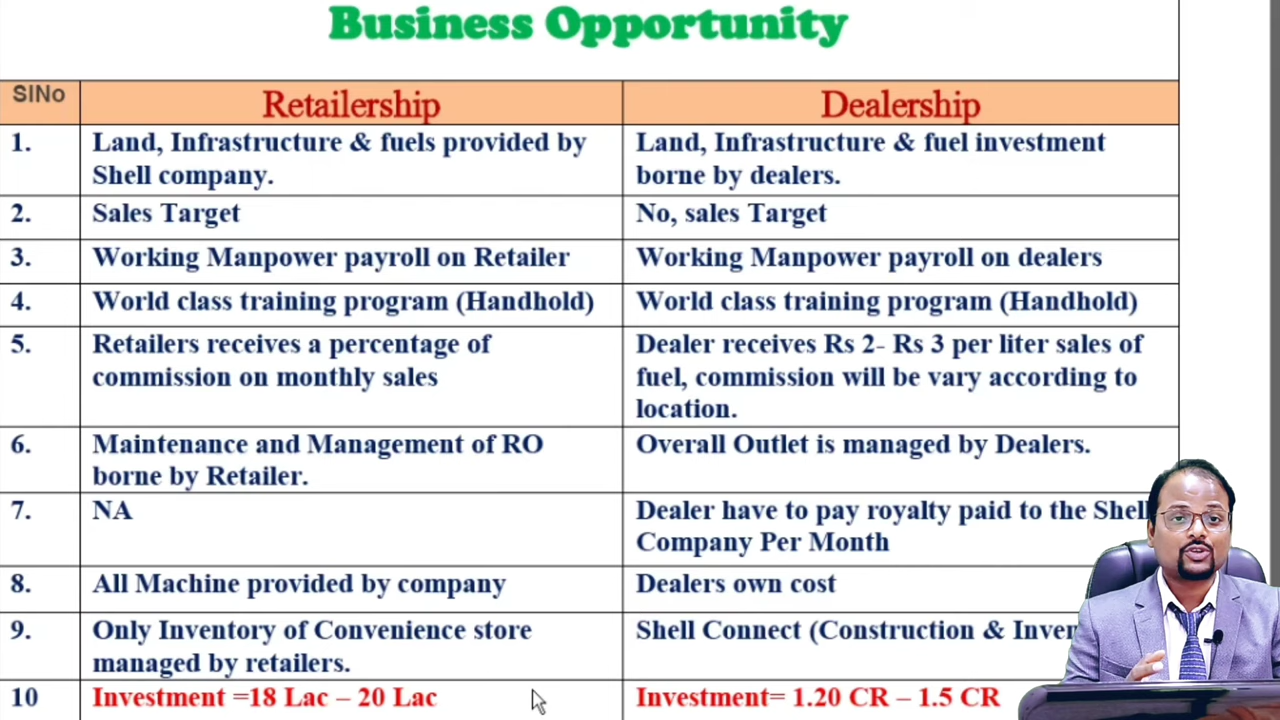 Business Opportunity
SlNo
Retailership
Dealership
1.
Land, Infrastructure & fuels provided by
Shell company.
Land, Infrastructure & fuel investment
borne by dealers.
2.
Sales Target
No, sales Target
3.
Working Manpower payroll on Retailer
Working Manpower payroll on dealers
4.
World class training program (Handhold)
World class training program (Handhold)
5.
Retailers receives a percentage of
commission on monthly sales
Dealer receives Rs 2- Rs 3 per liter sales of
fuel, commission will be vary according to
location.
6.
Maintenance and Management of RO
borne by Retailer.
Overall Outlet is managed by Dealers.
7.
NA
Dealer have to pay royalty paid to the Shell
Company Per Month
8.
All Machine provided by company
Dealers own cost
9.
Only Inventory of Convenience store
managed by retailers.
Shell Connect (Construction &
10
Investment =18 Lac – 20 Lac
Investment= 1.20 CR – 1.5 CR